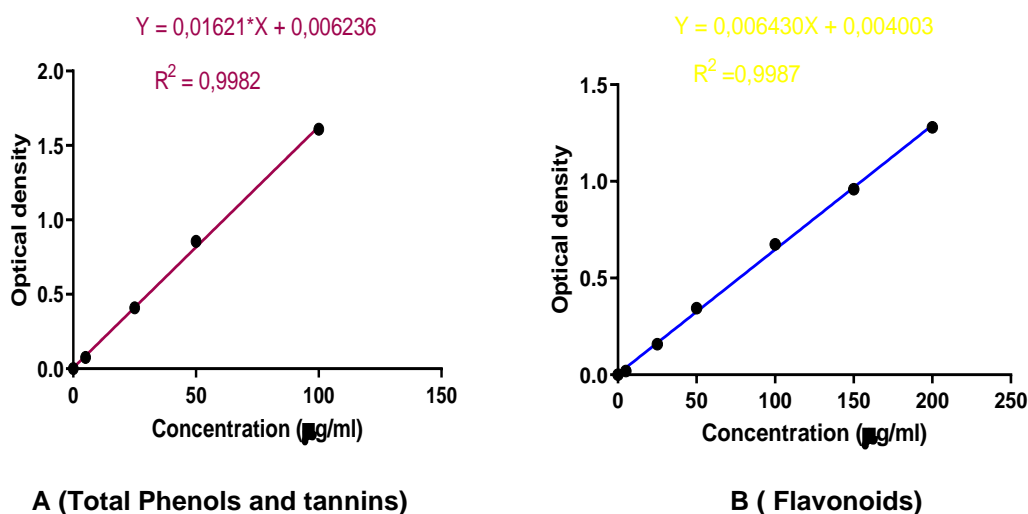 Y = 0,01621*X + 0,006236
R² = 0,9982
2.0
1.5
1.0
0.5
0.0
0 50 100 150
Optical density
Concentration (µg/ml)
A (Total Phenols and tannins)
Y = 0,006430X + 0,004003
R² =0,9987
1.5
1.0
0.5
0.0
0 50 100 150 200 250
Optical density
Concentration (µg/ml)
B ( Flavonoids)